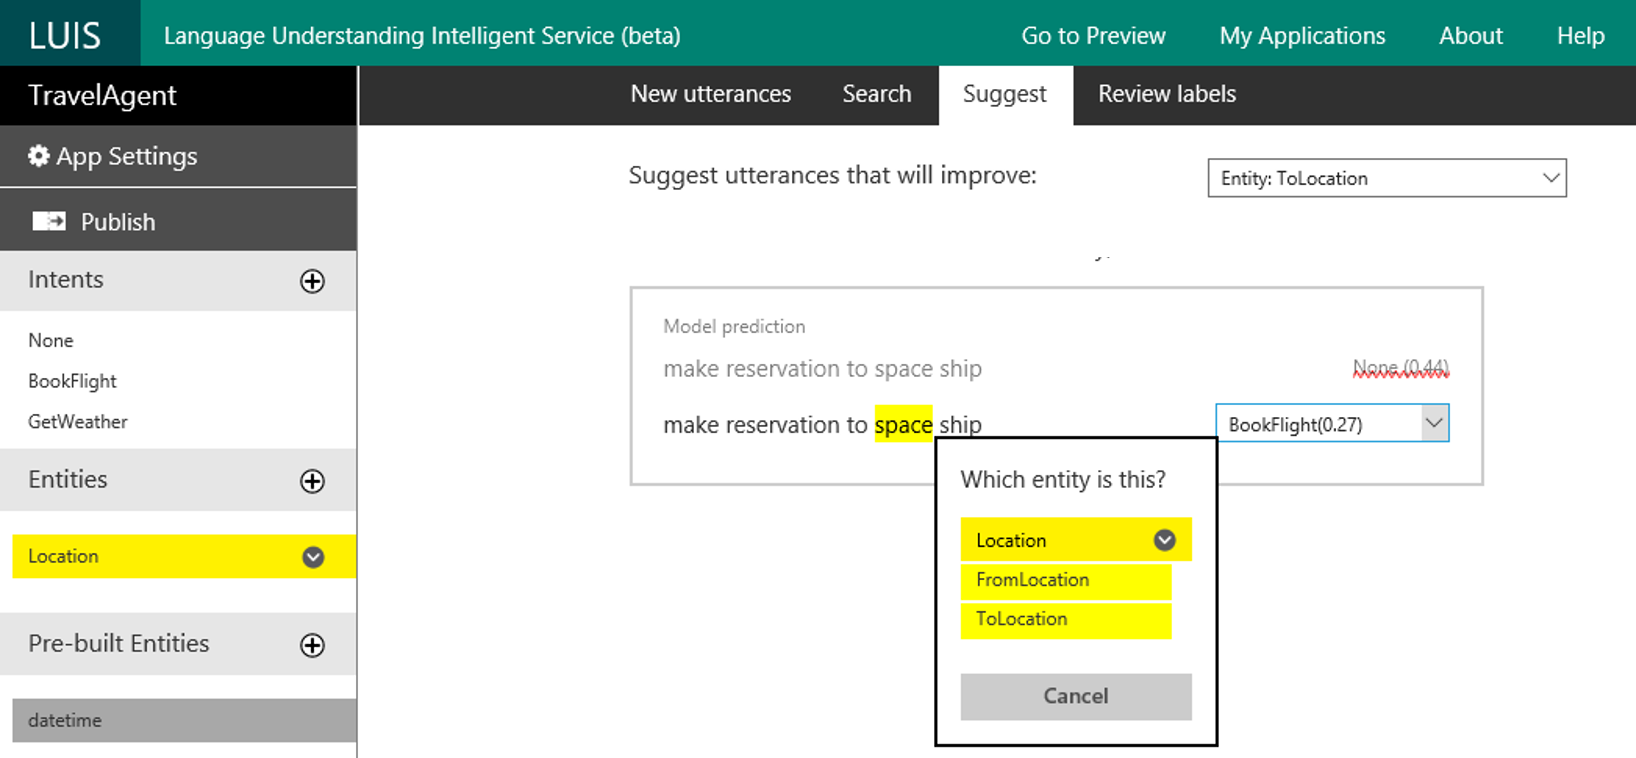 LUIS
Language Understanding Intelligent Service (beta)
Go to Preview
My Applications
About
Help
TravelAgent
New utterances
Search
Suggest
Review labels
App Settings
Publish
Intents
None
BookFlight
GetWeather
Entities
Location
Pre-built Entities
datetime
Suggest utterances that will improve:
Entity: ToLocation
Model prediction
make reservation to space ship
None (0.44)
make reservation to space ship
BookFlight(0.27)
Which entity is this?
Location
FromLocation
ToLocation
Cancel